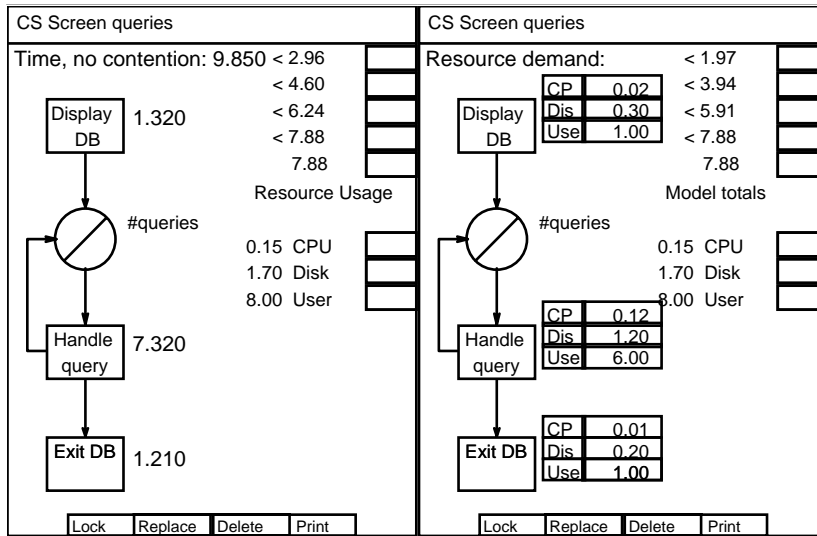 CS Screen queries
Time, no contention: 9.850
< 2.96
< 4.60
Display DB
1.320
< 6.24
< 7.88
7.88
Resource Usage
#queries
0.15 CPU
1.70 Disk
8.00 User
Handle query
7.320
Exit DB
1.210
Lock Replace Delete Print
CS Screen queries
Resource demand:
< 1.97
< 3.94
Display DB
CP 0.02
Dis 0.30
Use 1.00
< 5.91
< 7.88
7.88
Model totals
#queries
0.15 CPU
1.70 Disk
8.00 User
Handle query
CP 0.12
Dis 1.20
Use 6.00
Exit DB
CP 0.01
Dis 0.20
Use 1.00
Lock Replace Delete Print